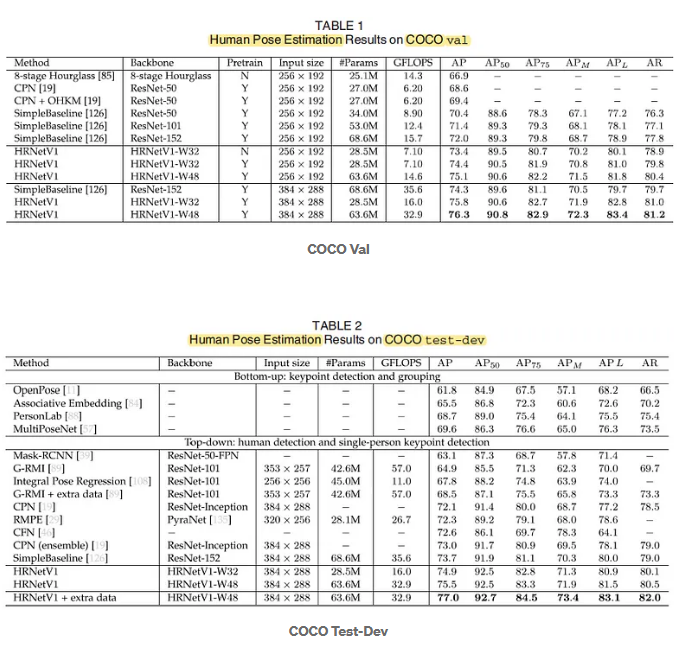 TABLE 1
Human Pose Estimation Results on COCO val
Method Backbone Pretrain Input size #Params GFLOPS AP AP50 AP75 APM APL AR
8-stage Hourglass [85] 8-stage Hourglass N 256 × 192 25.1M 14.3 66.9 – – – – –
CPN [19] ResNet-50 Y 256 × 192 27.0M 6.20 68.6 – – – – –
CPN + OHKM [19] ResNet-50 Y 256 × 192 27.0M 6.20 69.4 – – – – –
SimpleBaseline [126] ResNet-50 Y 256 × 192 34.0M 8.90 70.4 88.6 78.3 67.1 77.2 76.3
SimpleBaseline [126] ResNet-101 Y 256 × 192 53.0M 12.4 71.4 89.3 79.3 68.1 78.1 77.1
SimpleBaseline [126] ResNet-152 Y 256 × 192 68.6M 15.7 72.0 89.3 79.8 68.7 78.9 77.8
HRNetV1 HRNetV1-W32 N 256 × 192 28.5M 7.10 73.4 89.5 80.7 70.2 80.1 78.9
HRNetV1 HRNetV1-W32 Y 256 × 192 28.5M 7.10 74.4 90.5 81.9 70.8 81.0 79.8
HRNetV1 HRNetV1-W48 Y 256 × 192 63.6M 14.6 75.1 90.6 82.2 71.5 81.8 80.4
SimpleBaseline [126] ResNet-152 Y 384 × 288 68.6M 35.6 74.3 89.6 81.1 70.5 79.7 79.7
HRNetV1 HRNetV1-W32 Y 384 × 288 28.5M 16.0 75.8 90.6 82.7 71.9 82.8 81.0
HRNetV1 HRNetV1-W48 Y 384 × 288 63.6M 32.9 76.3 90.8 82.9 72.3 83.4 81.2
COCO Val
TABLE 2
Human Pose Estimation Results on COCO test-dev
Method Backbone Input size #Params GFLOPS AP AP50 AP75 APM AP L AR
Bottom-up: keypoint detection and grouping
OpenPose [11] – – – – 61.8 84.9 67.5 57.1 68.2 66.5
Associative Embedding [84] – – – – 65.5 86.8 72.3 60.6 72.6 70.2
PersonLab [88] – – – – 68.7 89.0 75.4 64.1 75.5 75.4
MultiPoseNet [57] – – – – 69.6 86.3 76.6 65.0 76.3 73.5
Top-down: human detection and single-person keypoint detection
Mask-RCNN [39] ResNet-50-FPN – – – 63.1 87.3 68.7 57.8 71.4 –
G-RMI [89] ResNet-101 353 × 257 42.6M 57.0 64.9 85.5 71.3 62.3 70.0 69.7
Integral Pose Regression [108] ResNet-101 256 × 256 45.0M 11.0 67.8 88.2 74.8 63.9 74.0 –
G-RMI + extra data [89] ResNet-101 353 × 257 42.6M 57.0 68.5 87.1 75.5 65.8 73.3 73.3
CPN [19] ResNet-Inception 384 × 288 – – 72.1 91.4 80.0 68.7 77.2 78.5
RMPE [29] PyraNet [135] 320 × 256 28.1M 26.7 72.3 89.2 79.1 68.0 78.6 –
CFN [46] – – – – 72.6 86.1 69.7 78.3 64.1 –
CPN (ensemble) [19] ResNet-Inception 384 × 288 – – 73.0 91.7 80.9 69.5 78.1 79.0
SimpleBaseline [126] ResNet-152 384 × 288 68.6M 35.6 73.7 91.9 81.1 70.3 80.0 79.0
HRNetV1 HRNetV1-W32 384 × 288 28.5M 16.0 74.9 92.5 82.8 71.3 80.9 80.1
HRNetV1 HRNetV1-W48 384 × 288 63.6M 32.9 75.5 92.5 83.3 71.9 81.5 80.5
HRNetV1 + extra data HRNetV1-W48 384 × 288 63.6M 32.9 77.0 92.7 84.5 73.4 83.1 82.0
COCO Test-Dev